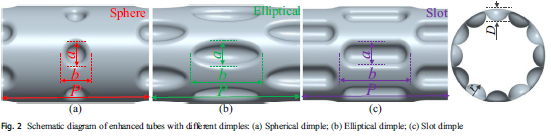 Sphere
a
b
P
(a)
Elliptical
a
b
P
(b)
Slot
a
b
P
(c)
D
Fig. 2 Schematic diagram of enhanced tubes with different dimples: (a) Spherical dimple; (b) Elliptical dimple; (c) Slot dimple